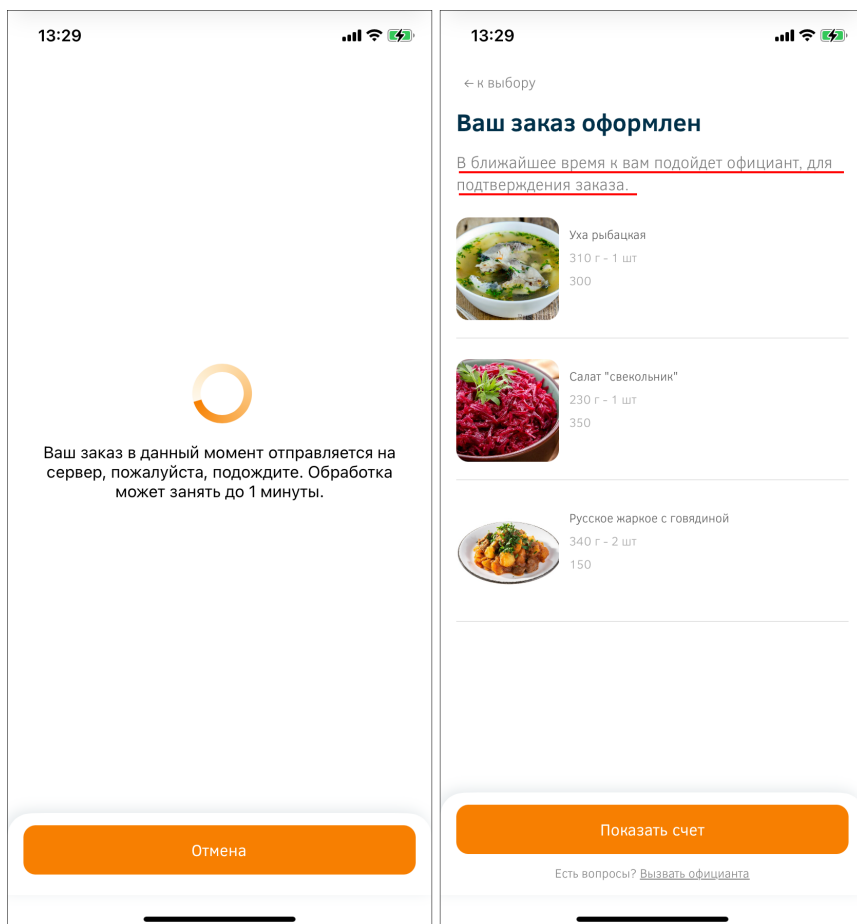 13:29
Ваш заказ в данный момент отправляется на
сервер, пожалуйста, подождите. Обработка
может занять до 1 минуты.
Отмена
13:29
← к выбору
Ваш заказ оформлен
В ближайшее время к вам подойдет официант, для
подтверждения заказа.
Уха рыбацкая
310 г - 1 шт
300
Салат "свекольник"
230 г - 1 шт
350
Русское жаркое с говядиной
340 г - 2 шт
150
Показать счет
Есть вопросы? Вызвать официанта